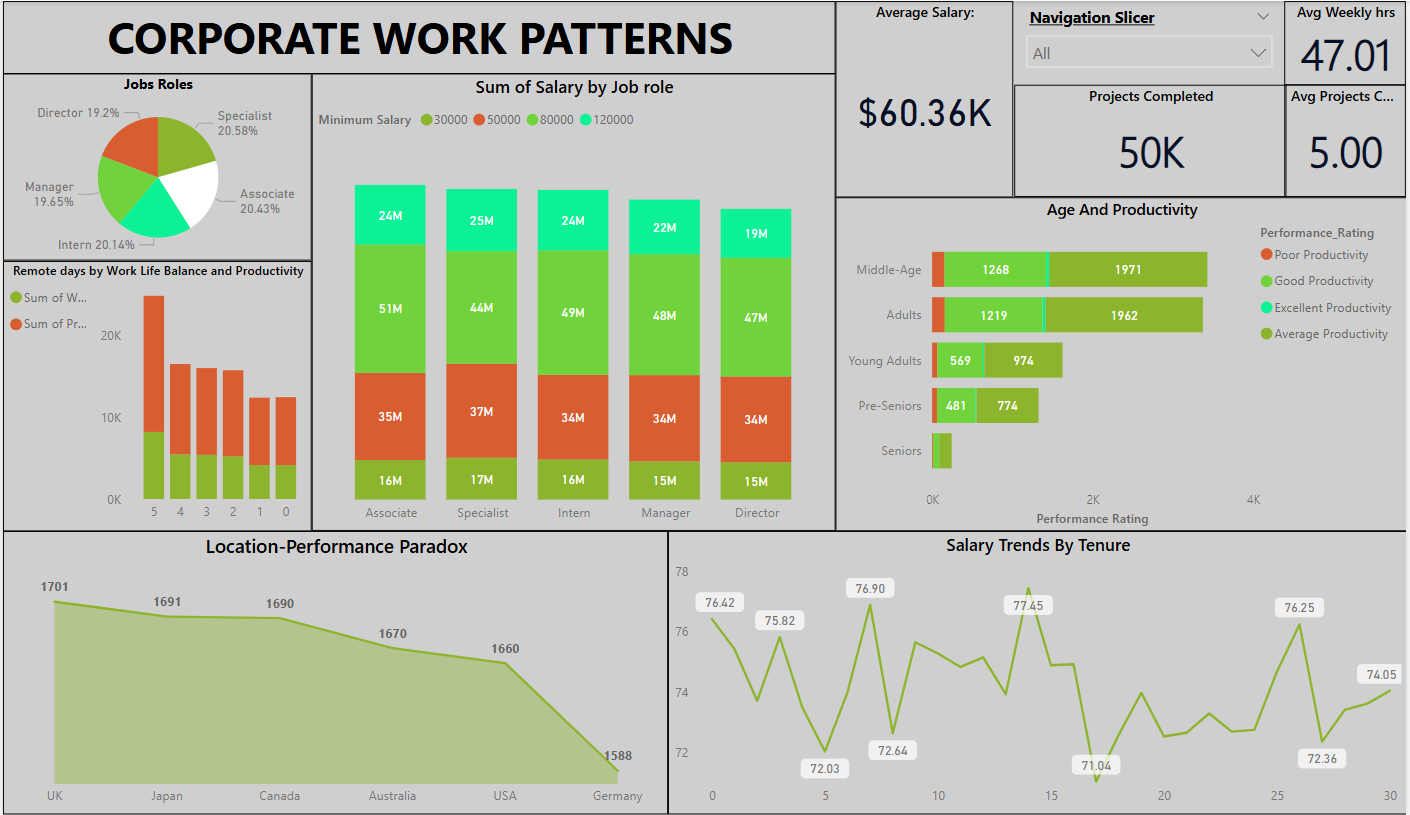 CORPORATE WORK PATTERNS
Average Salary:
$60.36K
Navigation Slicer
All
Avg Weekly hrs
47.01
Projects Completed
50K
Avg Projects C...
5.00
Jobs Roles
Director 19.2%
Specialist
20.58%
Manager
19.65%
Associate
20.43%
Intern 20.14%
Sum of Salary by Job role
Minimum Salary 30000 50000 80000 120000
24M 25M 24M 22M 19M
51M 44M 49M 48M 47M
35M 37M 34M 34M 34M
16M 17M 16M 15M 15M
Associate Specialist Intern Manager Director
Remote days by Work Life Balance and Productivity
Sum of W...
Sum of Pr...
20K
10K
0K
5 4 3 2 1 0
Age And Productivity
Performance_Rating
Poor Productivity
Good Productivity
Excellent Productivity
Average Productivity
Middle-Age 1268 1971
Adults 1219 1962
Young Adults 569 974
Pre-Seniors 481 774
Seniors
0K 2K 4K
Performance Rating
Location-Performance Paradox
1701
1691
1690
1670
1660
1588
UK Japan Canada Australia USA Germany
Salary Trends By Tenure
78
76
74
72
76.42
75.82
72.03
76.90
72.64
77.45
71.04
76.25
72.36
74.05
0 5 10 15 20 25 30